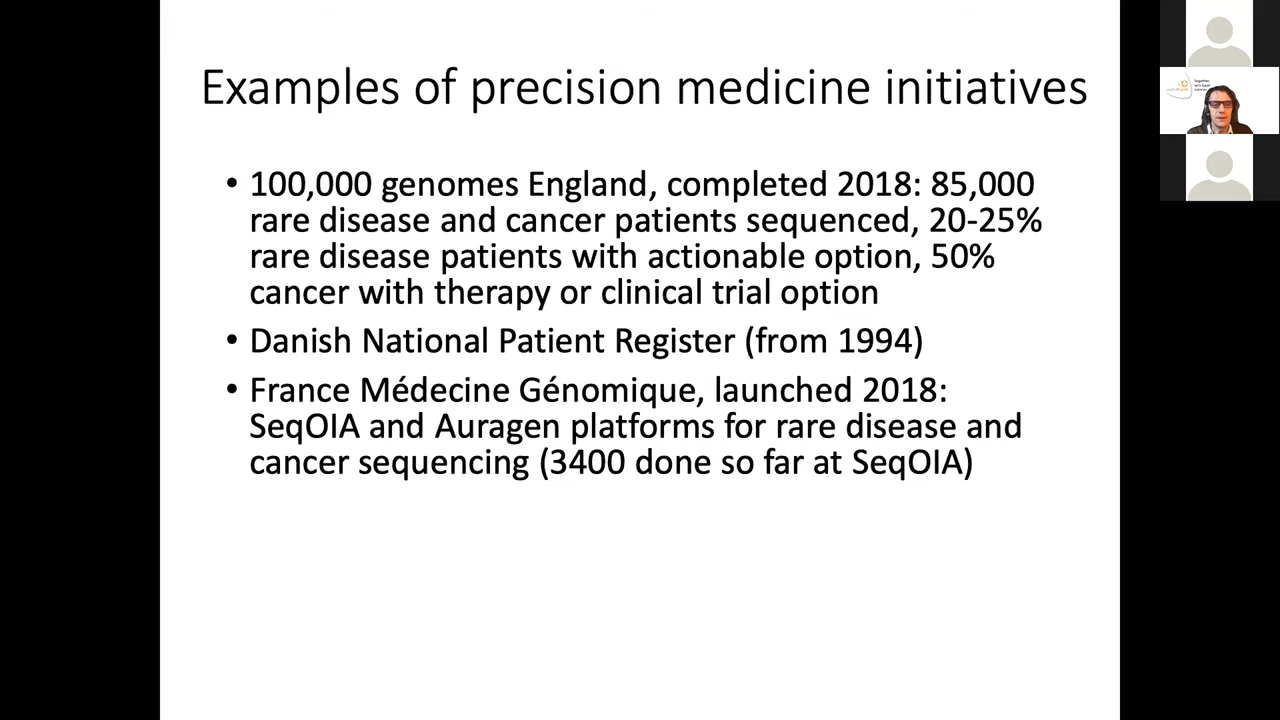 Examples of precision medicine initiatives
• 100,000 genomes England, completed 2018: 85,000
rare disease and cancer patients sequenced, 20-25%
rare disease patients with actionable option, 50%
cancer with therapy or clinical trial option
• Danish National Patient Register (from 1994)
• France Médecine Génomique, launched 2018:
SeqOIA and Auragen platforms for rare disease and
cancer sequencing (3400 done so far at SeqOIA)
Together